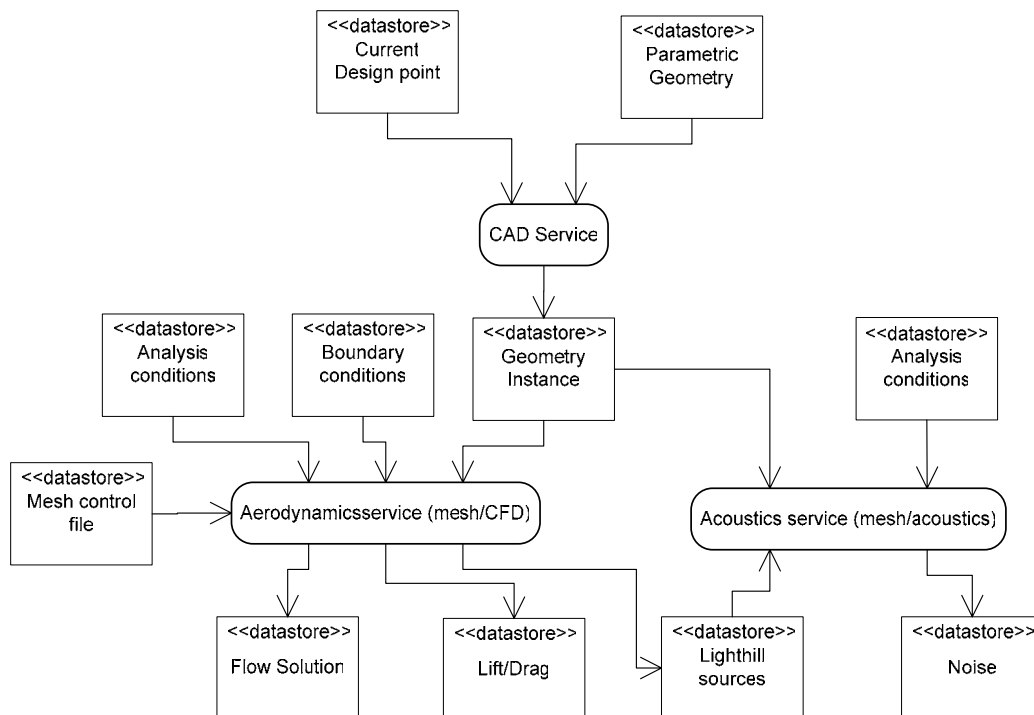 <<datastore>>
Current
Design point
<<datastore>>
Parametric
Geometry
CAD Service
<<datastore>>
Analysis
conditions
<<datastore>>
Boundary
conditions
<<datastore>>
Geometry
Instance
<<datastore>>
Analysis
conditions
<<datastore>>
Mesh control
file
Aerodynamicsservice (mesh/CFD)
Acoustics service (mesh/acoustics)
<<datastore>>
Flow Solution
<<datastore>>
Lift/Drag
<<datastore>>
Lighthill
sources
<<datastore>>
Noise